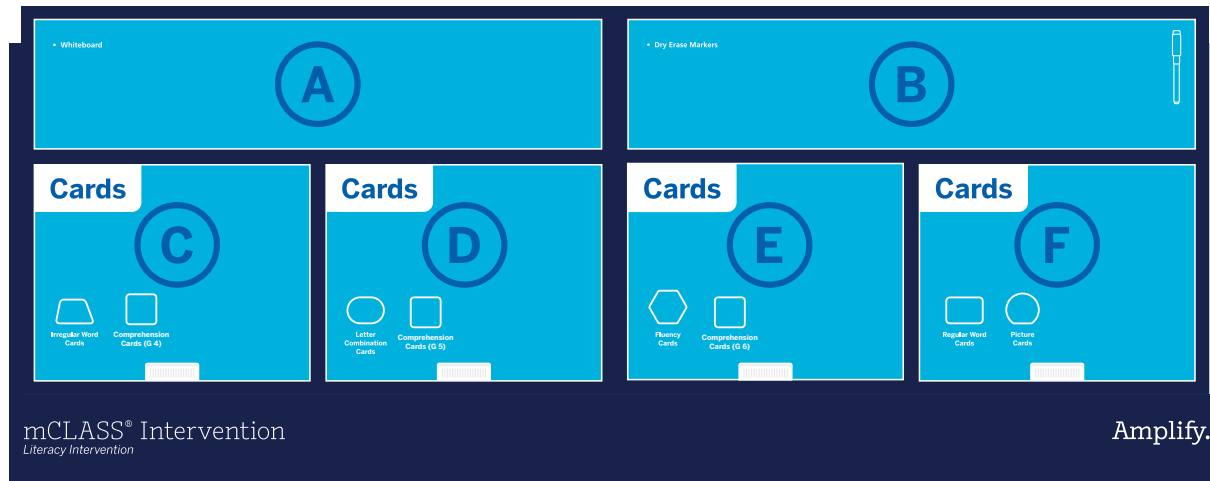 • Whiteboard
A
• Dry Erase Markers
B
Cards
C
Irregular Word
Cards
Comprehension
Cards (G 4)
Cards
D
Letter
Combination
Cards
Comprehension
Cards (G 5)
Cards
E
Fluency
Cards
Comprehension
Cards (G 6)
Cards
F
Regular Word
Cards
Picture
Cards
mCLASS® Intervention
Literacy Intervention
Amplify.